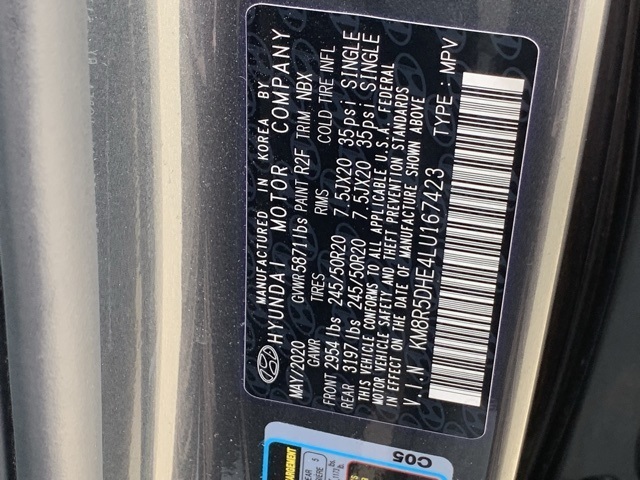 MANUFACTURED IN KOREA BY
HYUNDAI MOTOR COMPANY
MAY/2020 GVWR 5871 lbs PAINT R2F TRIM NBX
GAWR TIRES RIMS COLD TIRE INFL
FRONT 2954 lbs 245/50R20 7.5JX20 35psi SINGLE
REAR 3197 lbs 245/50R20 7.5JX20 35psi SINGLE
THIS VEHICLE CONFORMS TO ALL APPLICABLE U.S.A. FEDERAL
MOTOR VEHICLE SAFETY AND THEFT PREVENTION STANDARDS
IN EFFECT ON THE DATE OF MANUFACTURE SHOWN ABOVE
V.I.N KM8R5DHE4LU167423 TYPE : MPV
C05